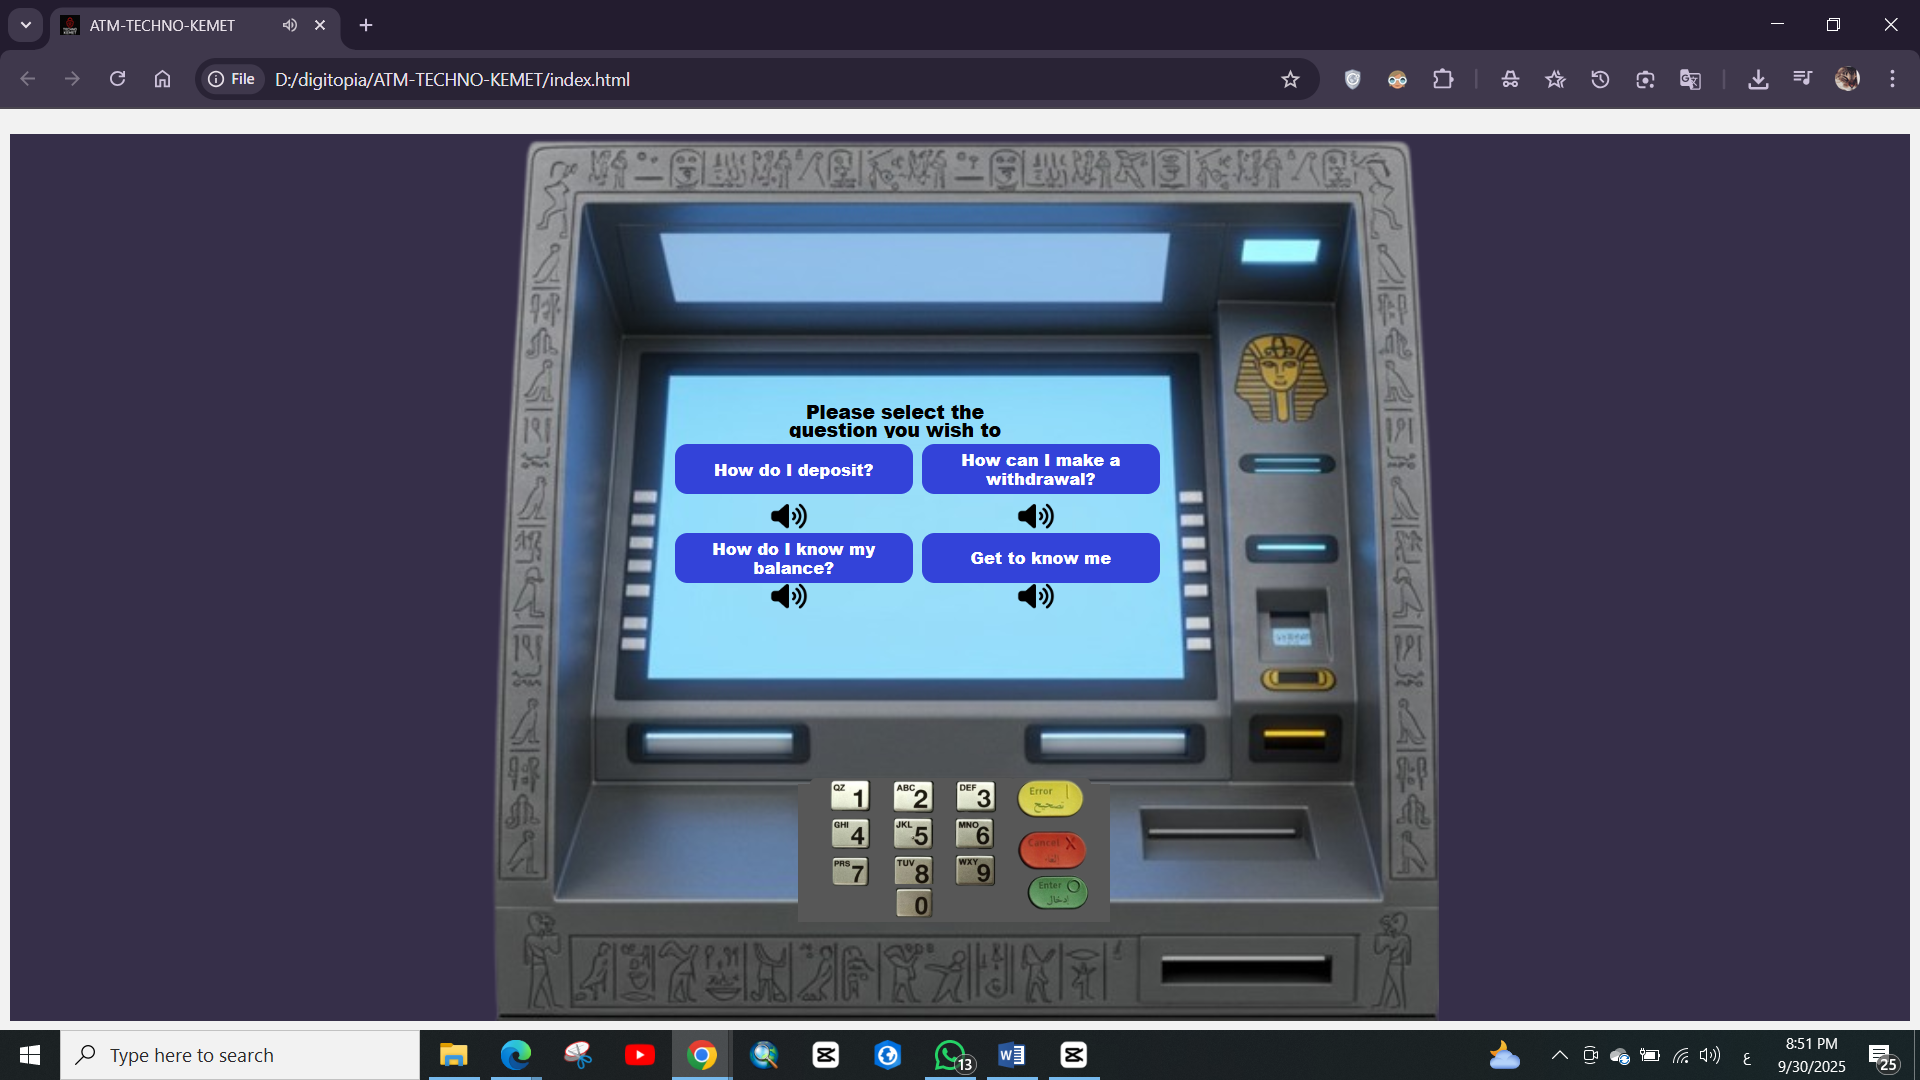 ATM-TECHNO-KEMET
File
D:/digitopia/ATM-TECHNO-KEMET/index.html
Please select the
question you wish to
How do I deposit?
How can I make a
withdrawal?
How do I know my
balance?
Get to know me
QZ 1
ABC 2
DEF 3
Error
تصحيح
GHI 4
JKL 5
MNO 6
Cancel X
إلغاء
PRS 7
TUV 8
WXY 9
Enter
إدخال
0
Type here to search
13
ع
8:51 PM
9/30/2025
25